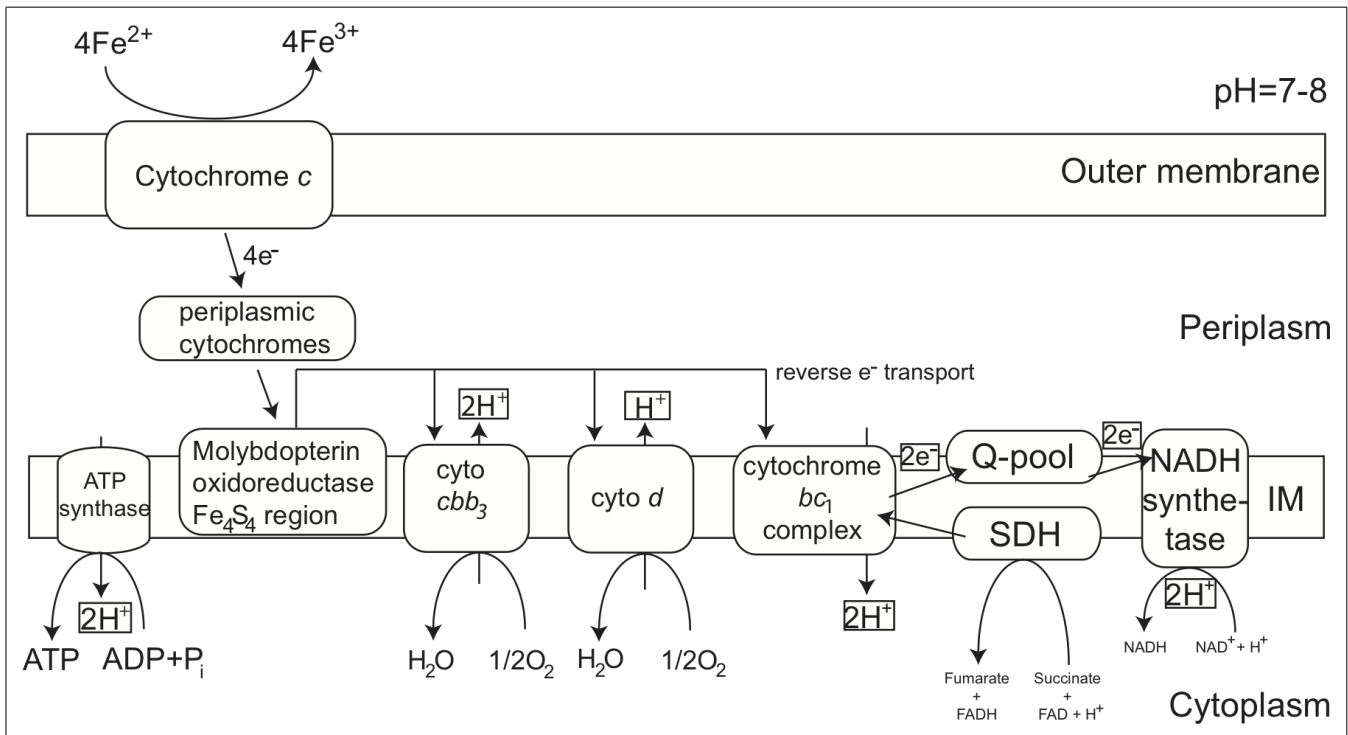 4Fe²⁺ 4Fe³⁺
pH=7-8
Cytochrome c
Outer membrane
4e⁻
periplasmic
cytochromes
Periplasm
reverse e⁻ transport
2H⁺
H⁺
ATP
synthase
Molybdopterin
oxidoreductase
Fe₄S₄ region
cyto
cbb₃
cyto d
cytochrome
bc₁
complex
2e⁻
Q-pool
2e⁻
NADH
synthe-
tase
IM
SDH
2H⁺
2H⁺
2H⁺
ATP ADP+Pᵢ
H₂O 1/2O₂
H₂O 1/2O₂
Fumarate
+
FADH
Succinate
+
FAD + H⁺
NADH NAD⁺ + H⁺
Cytoplasm